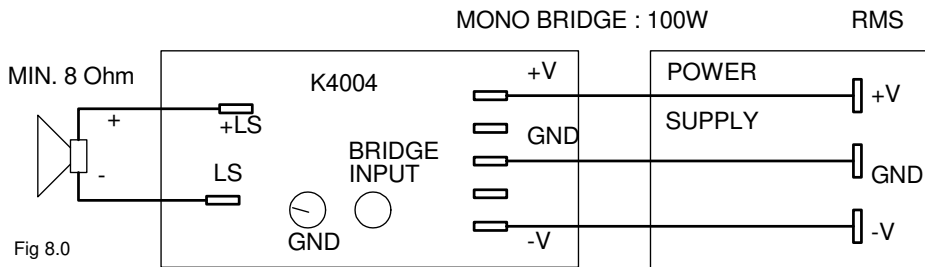 MONO BRIDGE : 100W RMS
MIN. 8 Ohm
K4004
+V
POWER
+V
+
+LS
GND
SUPPLY
BRIDGE
INPUT
-
LS
GND
GND
-V
-V
Fig 8.0